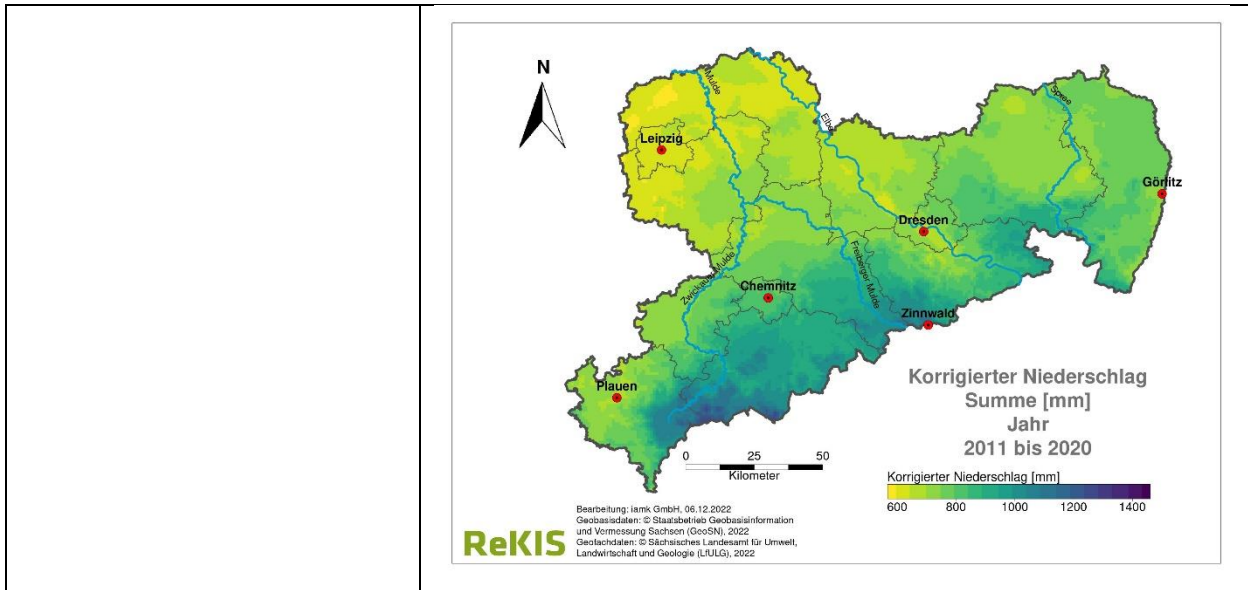 N
Mulde
Elbe
Spree
Leipzig
Görlitz
Dresden
Zwickauer Mulde
Freiberger Mulde
Chemnitz
Zinnwald
Plauen
Korrigierter Niederschlag
Summe [mm]
Jahr
2011 bis 2020
0 25 50
Kilometer
Korrigierter Niederschlag [mm]
600 800 1000 1200 1400
ReKIS
Bearbeitung: iamk GmbH, 06.12.2022
Geobasisdaten: © Staatsbetrieb Geobasisinformation
und Vermessung Sachsen (GeoSN), 2022
Geofachdaten: © Sächsisches Landesamt für Umwelt,
Landwirtschaft und Geologie (LfULG), 2022